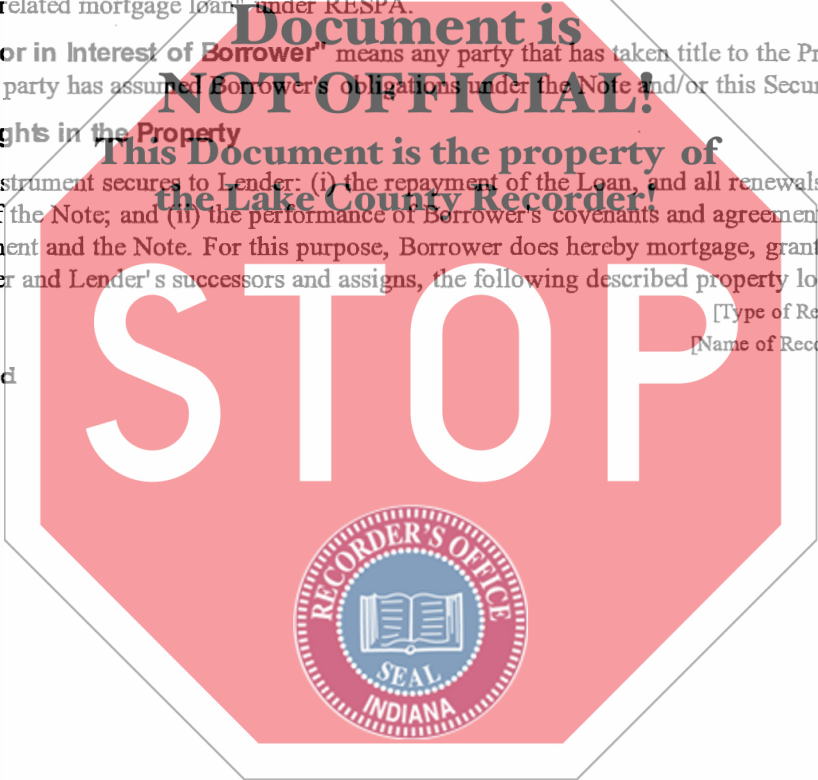 related mortgage loan" under RESPA.
Document is
or in Interest of Borrower" means any party that has taken title to the Pr
party has assumed Borrower's obligations under the Note and/or this Secur
NOT OFFICIAL!
ghts in the Property
This Document is the property of
strument secures to Lender: (i) the repayment of the Loan, and all renewals
the Lake County Recorder!
f the Note; and (ii) the performance of Borrower's covenants and agreemen
ment and the Note. For this purpose, Borrower does hereby mortgage, grant
er and Lender's successors and assigns, the following described property lo
[Type of Re
[Name of Reco
d
STOP
RECORDER'S OFFICE
SEAL
INDIANA